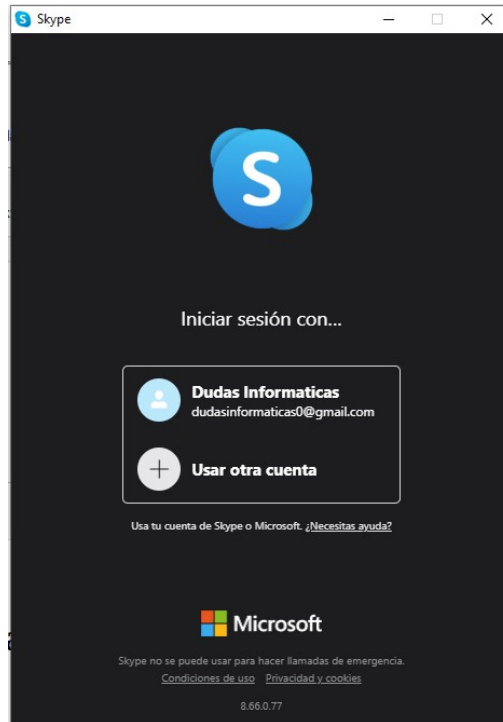 Skype
Iniciar sesión con...
Dudas Informaticas
dudasinformaticas0@gmail.com
Usar otra cuenta
Usa tu cuenta de Skype o Microsoft. ¿Necesitas ayuda?
Microsoft
Skype no se puede usar para hacer llamadas de emergencia.
Condiciones de uso Privacidad y cookies
8.66.0.77